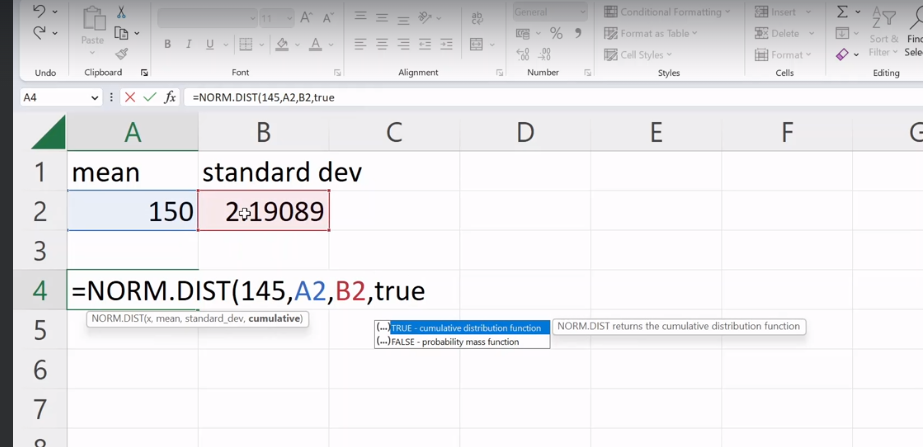 General
11
Conditional Formatting
Insert
Paste
Format as Table
Delete
Sort & Find
B I U
A
%
Cell Styles
Format
Filter Sele
Undo
Clipboard
Font
Alignment
Number
Styles
Cells
Editing
A4
fx
=NORM.DIST(145,A2,B2,true
A B C D E F G
1 mean standard dev
2 150 2.19089
3
4 =NORM.DIST(145,A2,B2,true
NORM.DIST(x, mean, standard_dev, cumulative)
5
(...) TRUE - cumulative distribution function
NORM.DIST returns the cumulative distribution function
(...) FALSE - probability mass function
6
7
8